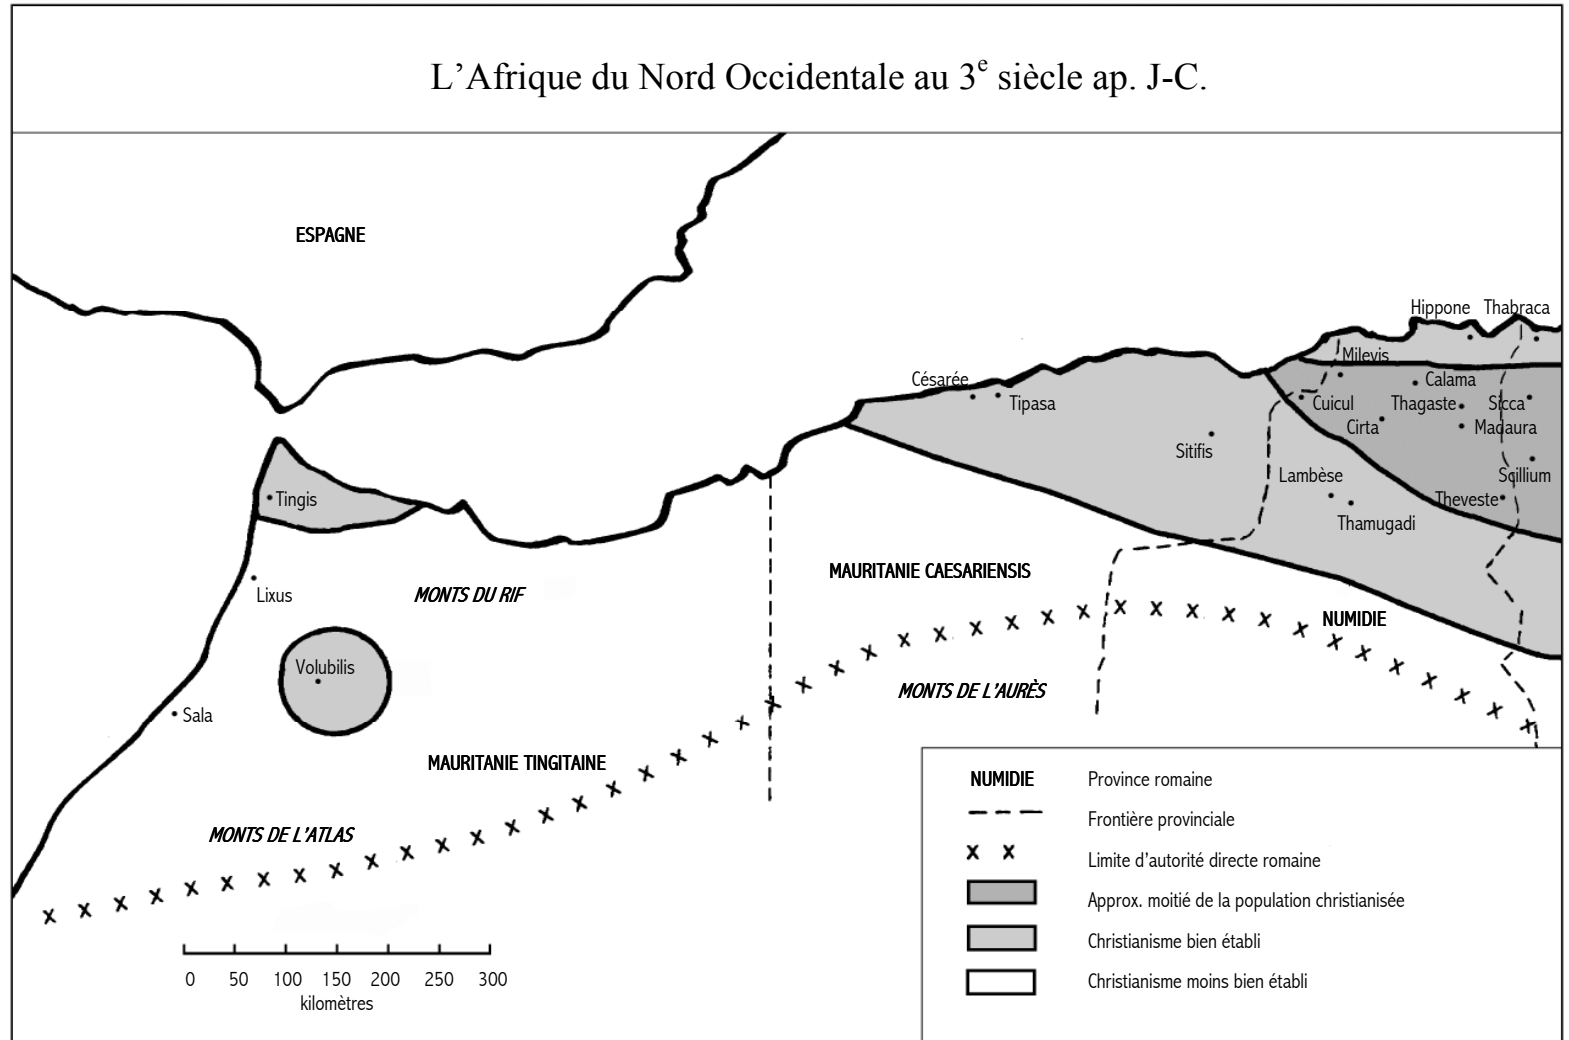 L’Afrique du Nord Occidentale au 3e siècle ap. J-C.
ESPAGNE
Hippone
Thabraca
Milevis
Césarée
Tipasa
Calama
Cuicul
Thagaste
Sicca
Cirta
Madaura
Sitifis
Lambèse
Scillium
Theveste
Thamugadi
Tingis
Lixus
MONTS DU RIF
MAURITANIE CAESARIENSIS
NUMIDIE
Volubilis
MONTS DE L’AURÈS
Sala
MAURITANIE TINGITAINE
MONTS DE L’ATLAS
0 50 100 150 200 250 300
kilomètres
NUMIDIE Province romaine
Frontière provinciale
x x Limite d’autorité directe romaine
Approx. moitié de la population christianisée
Christianisme bien établi
Christianisme moins bien établi